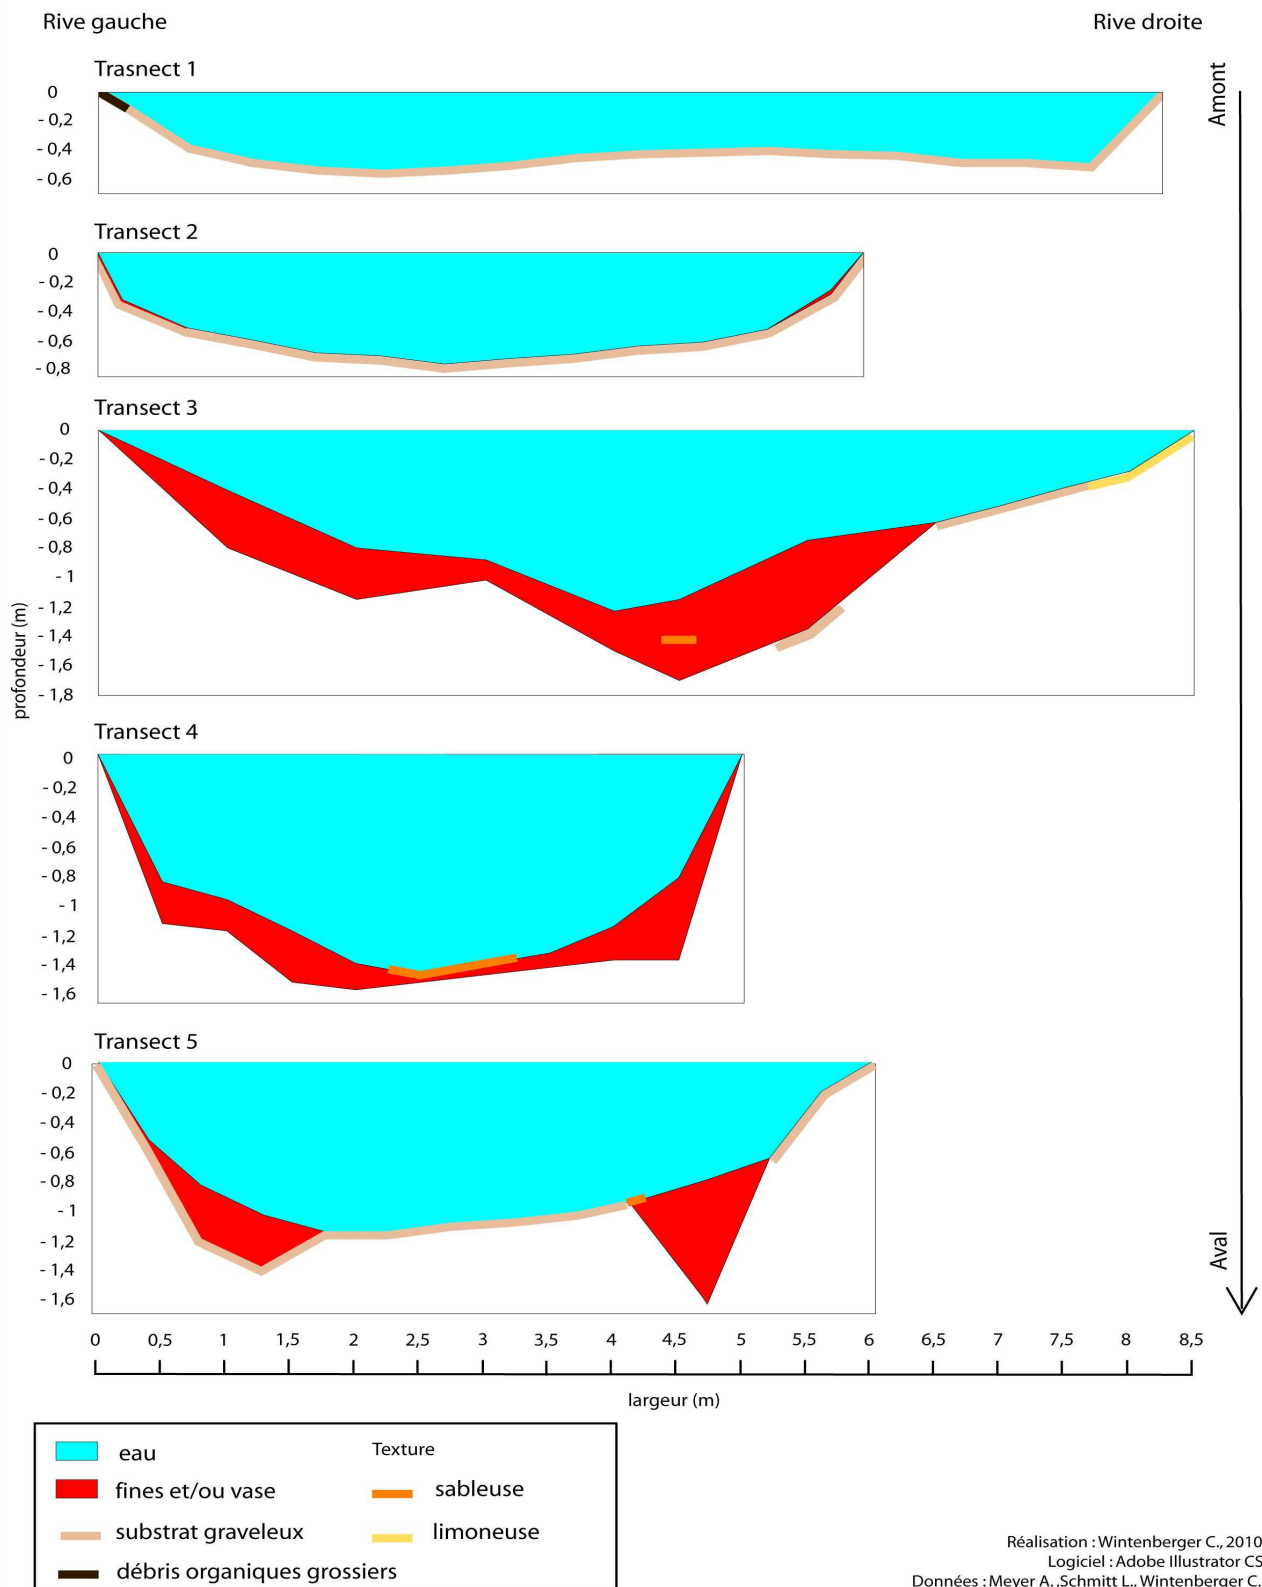 Rive gauche
Rive droite
Trasnect 1
0
- 0,2
- 0,4
- 0,6
Amont
Transect 2
0
- 0,2
- 0,4
- 0,6
- 0,8
Transect 3
0
- 0,2
- 0,4
- 0,6
- 0,8
- 1
- 1,2
- 1,4
- 1,6
- 1,8
profondeur (m)
Transect 4
0
- 0,2
- 0,4
- 0,6
- 0,8
- 1
- 1,2
- 1,4
- 1,6
Transect 5
0
- 0,2
- 0,4
- 0,6
- 0,8
- 1
- 1,2
- 1,4
- 1,6
Aval
0 0,5 1 1,5 2 2,5 3 3,5 4 4,5 5 5,5 6 6,5 7 7,5 8 8,5
largeur (m)
eau
fines et/ou vase
substrat graveleux
débris organiques grossiers
Texture
sableuse
limoneuse
Réalisation : Wintenberger C., 2010
Logiciel : Adobe Illustrator CS
Données : Meyer A. ,Schmitt L., Wintenberger C.